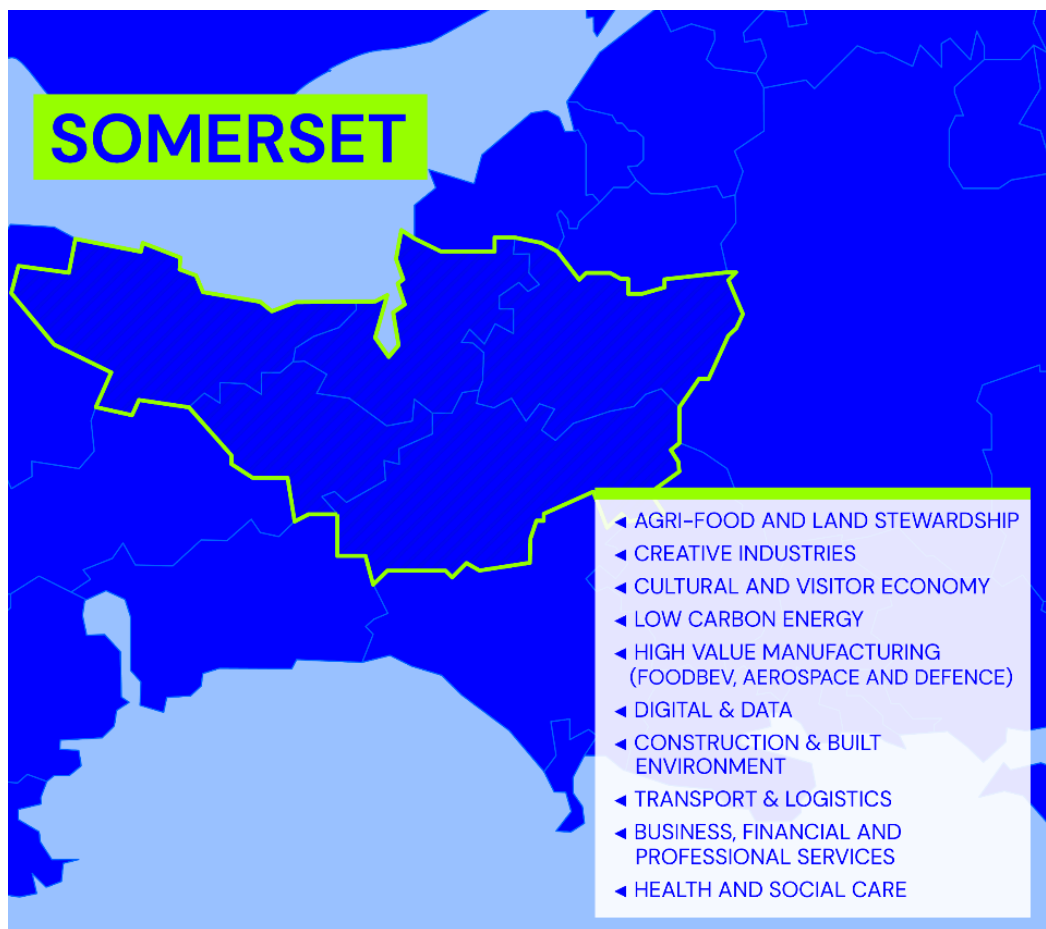 SOMERSET
◄ AGRI-FOOD AND LAND STEWARDSHIP
◄ CREATIVE INDUSTRIES
◄ CULTURAL AND VISITOR ECONOMY
◄ LOW CARBON ENERGY
◄ HIGH VALUE MANUFACTURING
(FOODBEV, AEROSPACE AND DEFENCE)
◄ DIGITAL & DATA
◄ CONSTRUCTION & BUILT
ENVIRONMENT
◄ TRANSPORT & LOGISTICS
◄ BUSINESS, FINANCIAL AND
PROFESSIONAL SERVICES
◄ HEALTH AND SOCIAL CARE